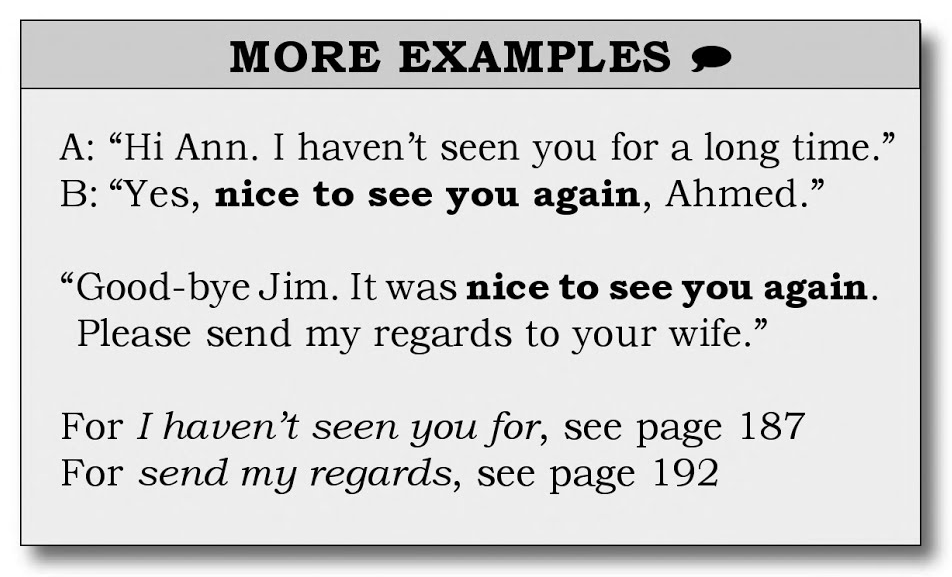 MORE EXAMPLES
A: “Hi Ann. I haven’t seen you for a long time.”
B: “Yes, nice to see you again, Ahmed.”
“Good-bye Jim. It was nice to see you again.
Please send my regards to your wife.”
For I haven’t seen you for, see page 187
For send my regards, see page 192